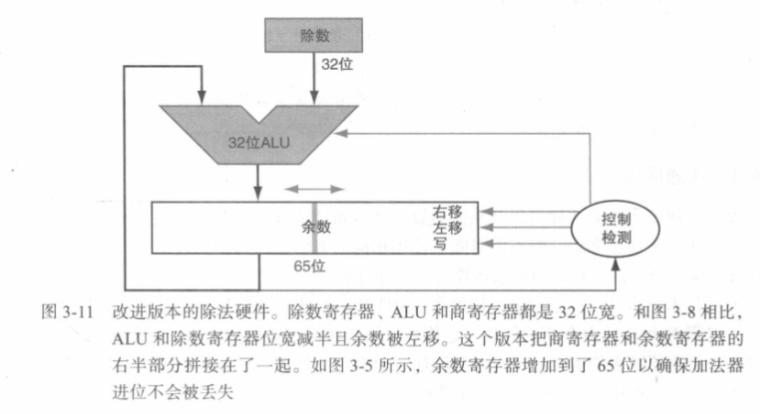 除数
32位
32位ALU
余数
右移
左移
写
控制
检测
65位
图 3-11 改进版本的除法硬件。除数寄存器、ALU 和商寄存器都是 32 位宽。和图 3-8 相比，
ALU 和除数寄存器位宽减半且余数被左移。这个版本把商寄存器和余数寄存器的
右半部分拼接在了一起。如图 3-5 所示，余数寄存器增加到了 65 位以确保加法器
进位不会被丢失